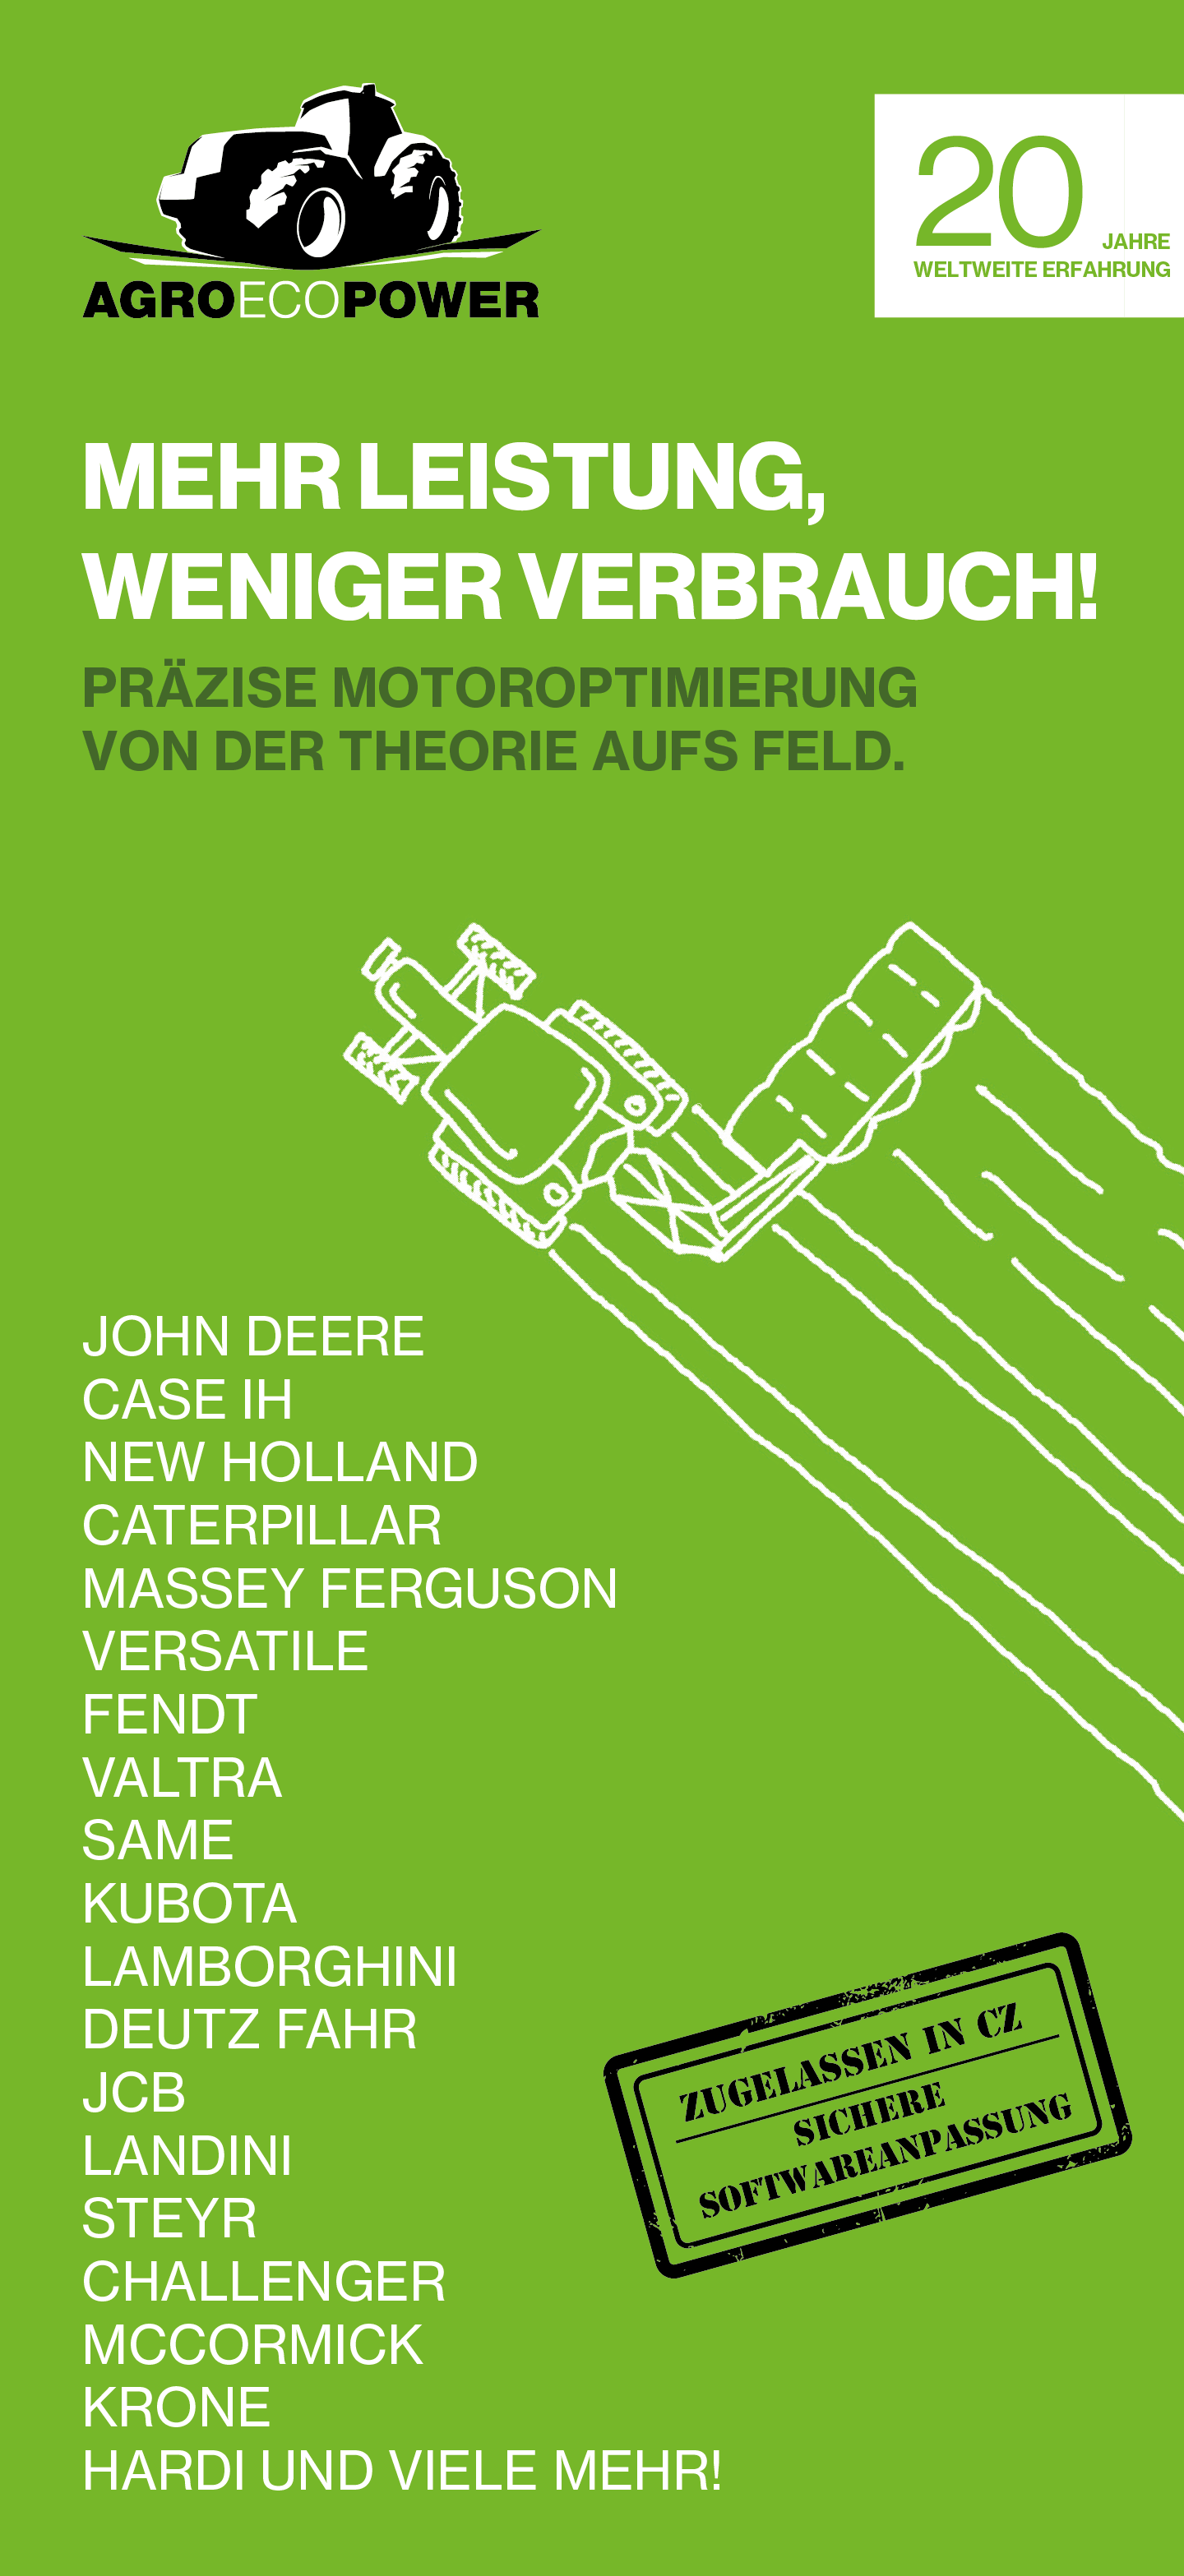 AGROECOPOWER
20 JAHRE
WELTWEITE ERFAHRUNG
MEHR LEISTUNG,
WENIGER VERBRAUCH!
PRÄZISE MOTOROPTIMIERUNG
VON DER THEORIE AUFS FELD.
JOHN DEERE
CASE IH
NEW HOLLAND
CATERPILLAR
MASSEY FERGUSON
VERSATILE
FENDT
VALTRA
SAME
KUBOTA
LAMBORGHINI
DEUTZ FAHR
JCB
LANDINI
STEYR
CHALLENGER
MCCORMICK
KRONE
HARDI UND VIELE MEHR!
ZUGELASSEN IN CZ
SICHERE
SOFTWAREANPASSUNG